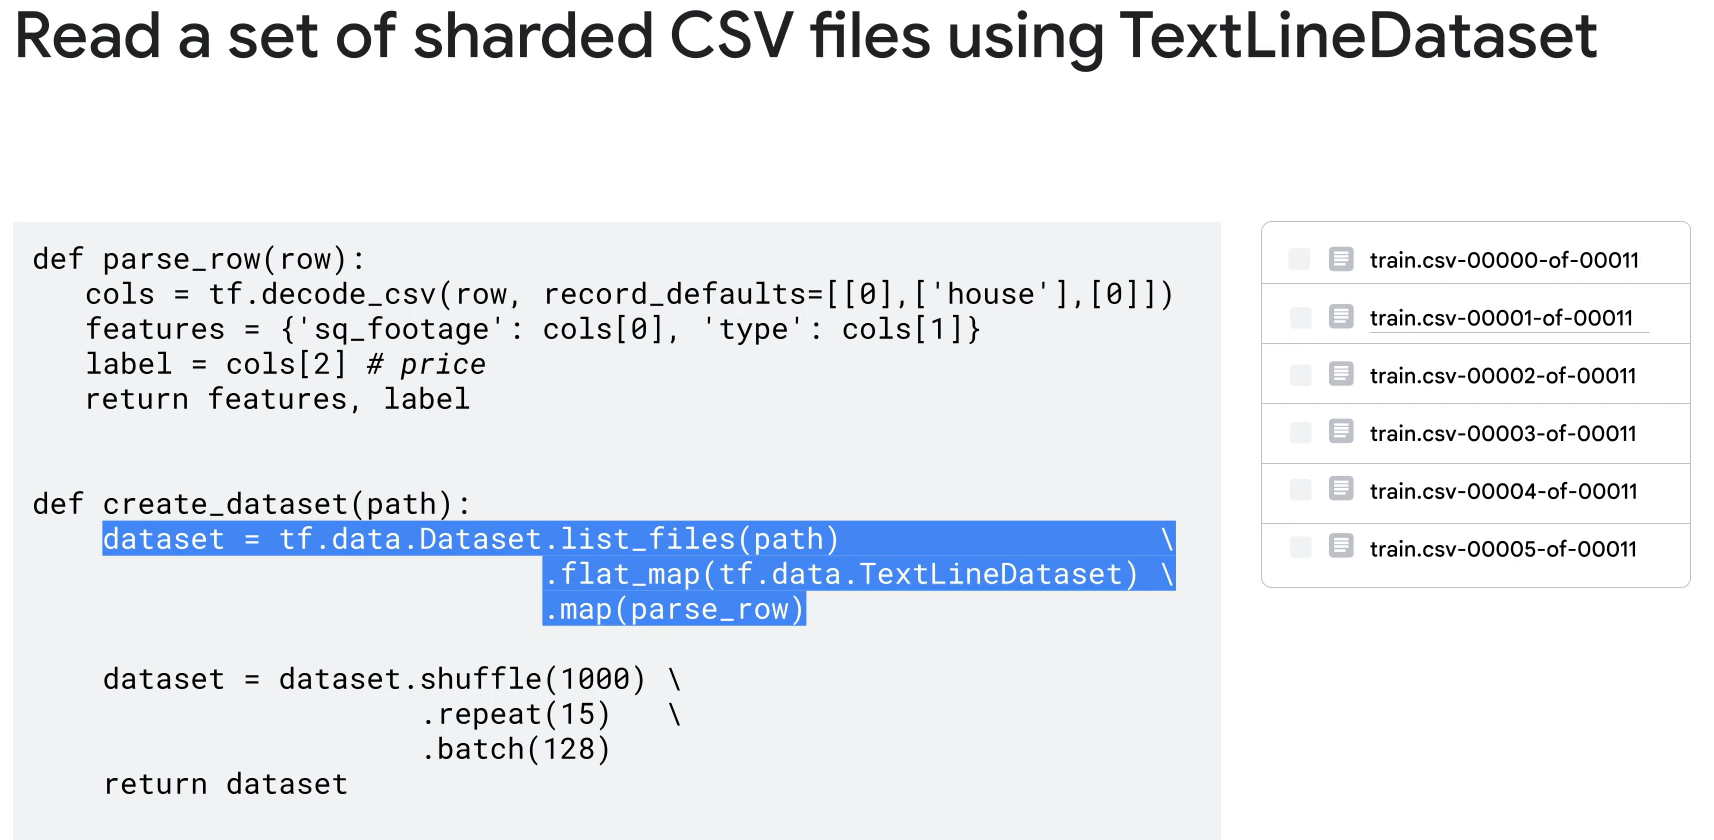 Read a set of sharded CSV files using TextLineDataset
def parse_row(row):
cols = tf.decode_csv(row, record_defaults=[[0],['house'],[0]])
features = {'sq_footage': cols[0], 'type': cols[1]}
label = cols[2] # price
return features, label
def create_dataset(path):
dataset = tf.data.Dataset.list_files(path) \
.flat_map(tf.data.TextLineDataset) \
.map(parse_row)
dataset = dataset.shuffle(1000) \
.repeat(15) \
.batch(128)
return dataset
train.csv-00000-of-00011
train.csv-00001-of-00011
train.csv-00002-of-00011
train.csv-00003-of-00011
train.csv-00004-of-00011
train.csv-00005-of-00011